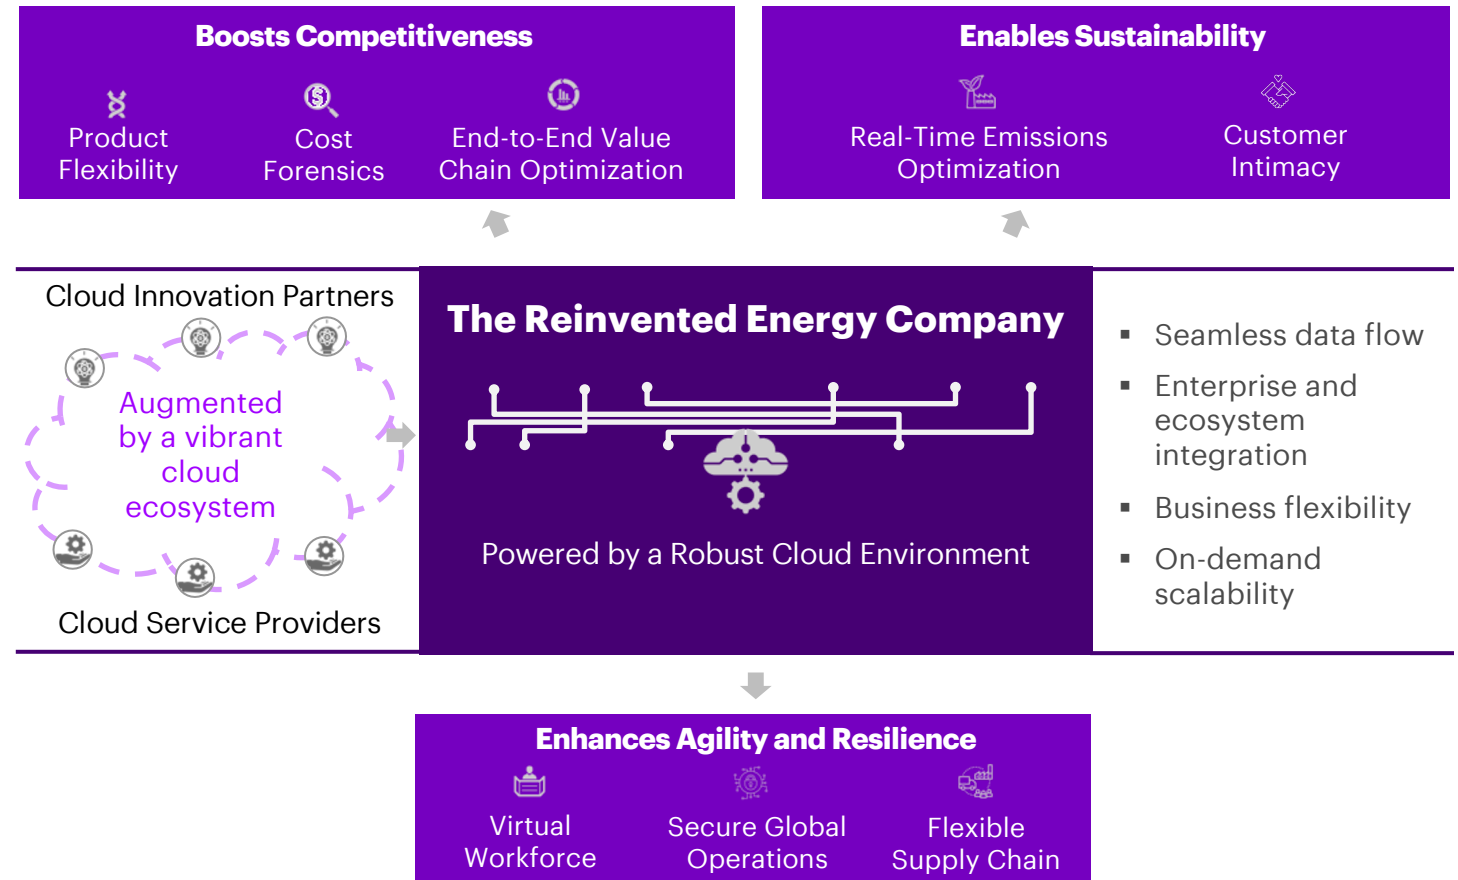 Boosts Competitiveness
Product
Flexibility
Cost
Forensics
End-to-End Value
Chain Optimization
Enables Sustainability
Real-Time Emissions
Optimization
Customer
Intimacy
Cloud Innovation Partners
Augmented
by a vibrant
cloud
ecosystem
Cloud Service Providers
The Reinvented Energy Company
Powered by a Robust Cloud Environment
▪ Seamless data flow
▪ Enterprise and
ecosystem
integration
▪ Business flexibility
▪ On-demand
scalability
Enhances Agility and Resilience
Virtual
Workforce
Secure Global
Operations
Flexible
Supply Chain